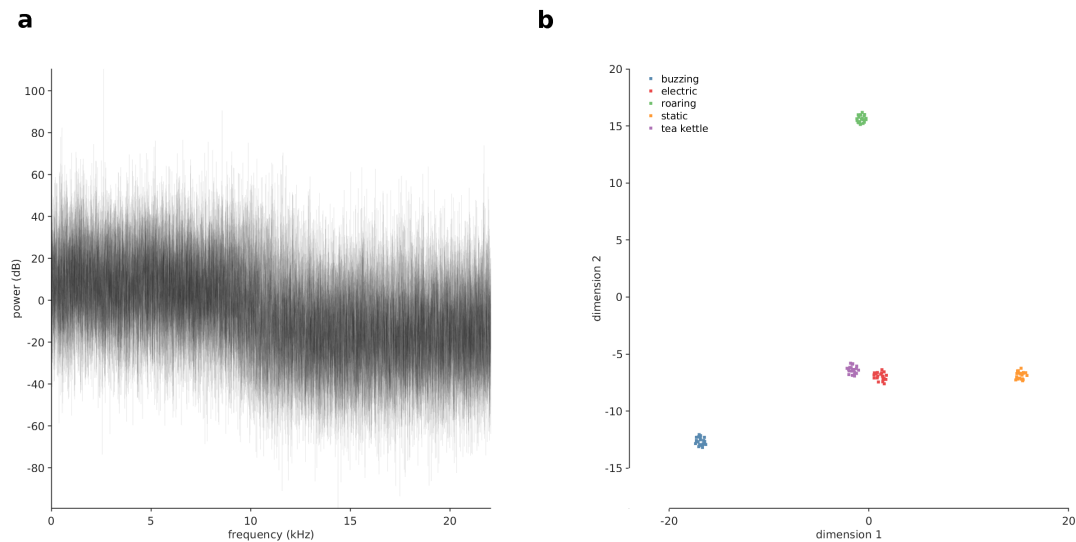 a
100
80
60
40
20
0
-20
-40
-60
-80
power (dB)
0
5
10
15
20
frequency (kHz)
b
20
15
10
5
0
-5
-10
-15
dimension 2
buzzing
electric
roaring
static
tea kettle
-20
0
20
dimension 1